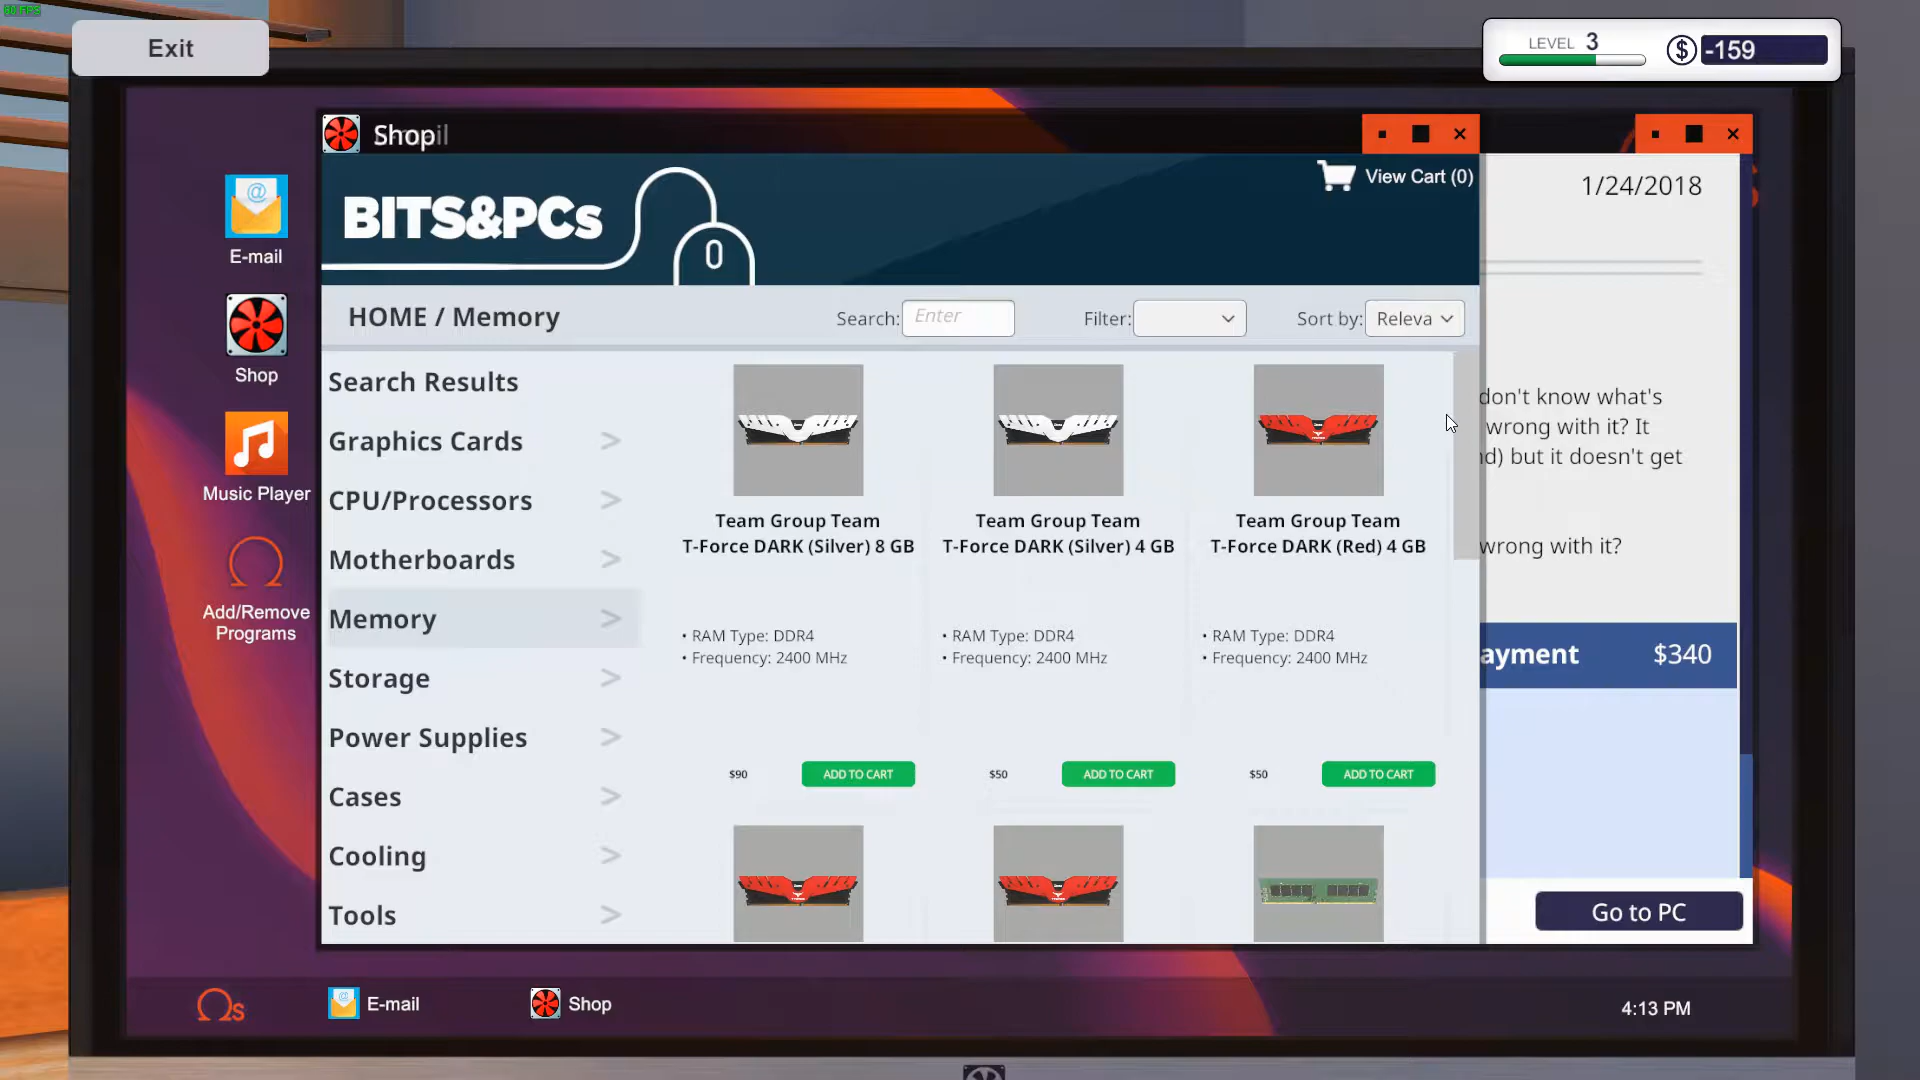 60 FPS
Exit
LEVEL 3
$ -159
Shop
View Cart (0)
1/24/2018
BITS&PCs
HOME / Memory
Search: Enter
Filter:
Sort by: Releva
E-mail
Shop
Music Player
Add/Remove
Programs
Search Results
Graphics Cards >
CPU/Processors >
Motherboards >
Memory >
Storage >
Power Supplies >
Cases >
Cooling >
Tools >
Team Group Team
T-Force DARK (Silver) 8 GB
• RAM Type: DDR4
• Frequency: 2400 MHz
$90 ADD TO CART
Team Group Team
T-Force DARK (Silver) 4 GB
• RAM Type: DDR4
• Frequency: 2400 MHz
$50 ADD TO CART
Team Group Team
T-Force DARK (Red) 4 GB
• RAM Type: DDR4
• Frequency: 2400 MHz
$50 ADD TO CART
don't know what's
wrong with it? It
nd) but it doesn't get
wrong with it?
ayment $340
Go to PC
Ωs
E-mail
Shop
4:13 PM